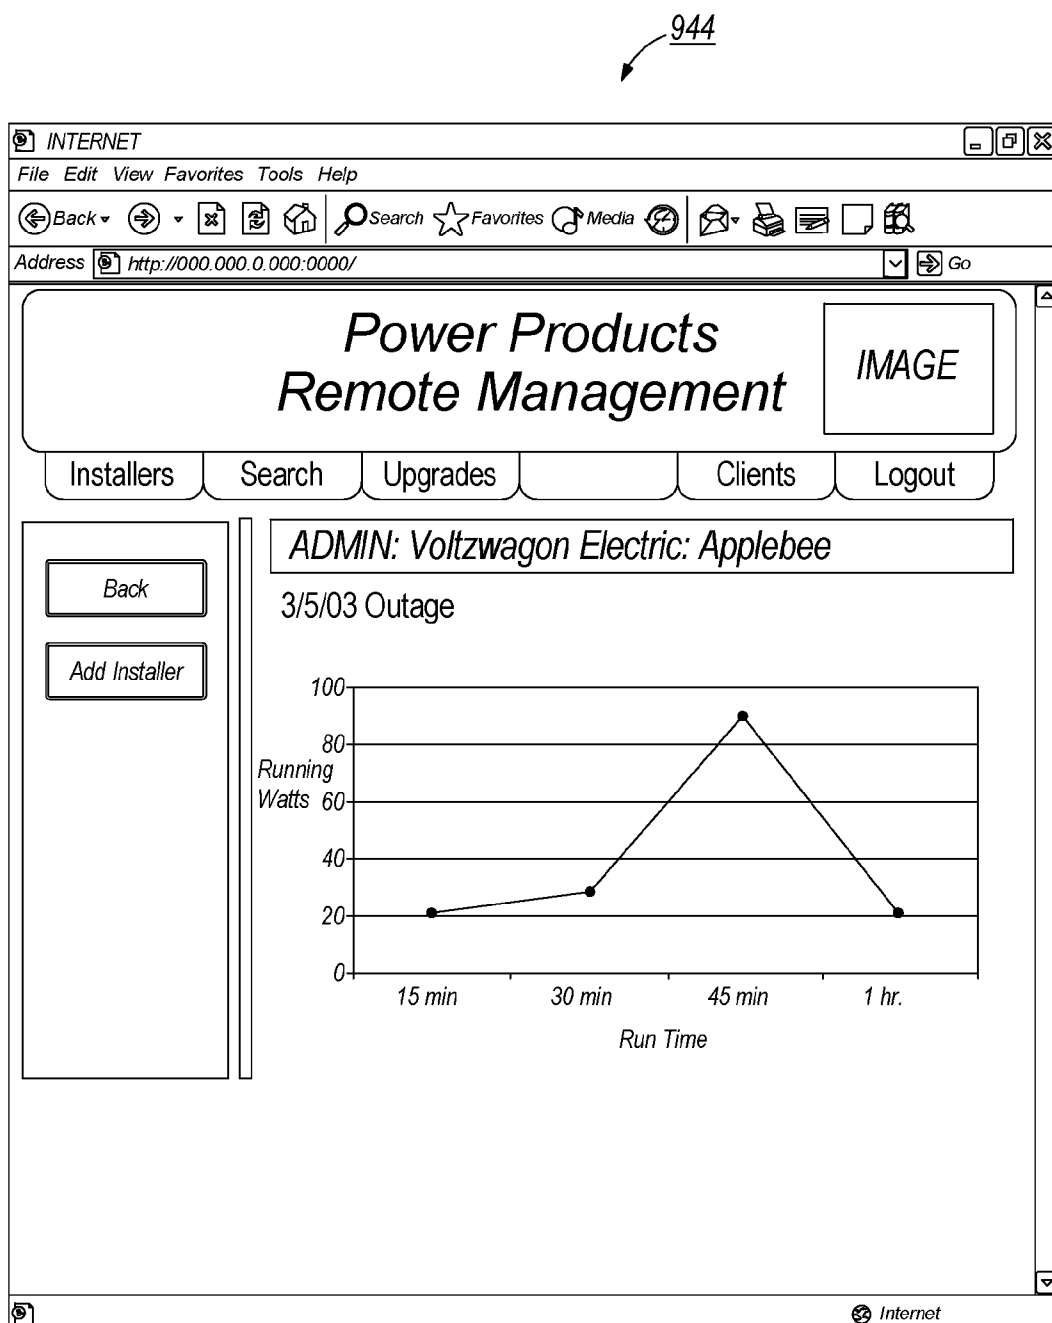 944
INTERNET
File Edit View Favorites Tools Help
Back Search Favorites Media
Address http://000.000.0.000:0000/ Go
Power Products
Remote Management
IMAGE
Installers Search Upgrades Clients Logout
ADMIN: Voltzwagon Electric: Applebee
Back
Add Installer
3/5/03 Outage
100
80
Running
Watts 60
40
20
0
15 min 30 min 45 min 1 hr.
Run Time
Internet